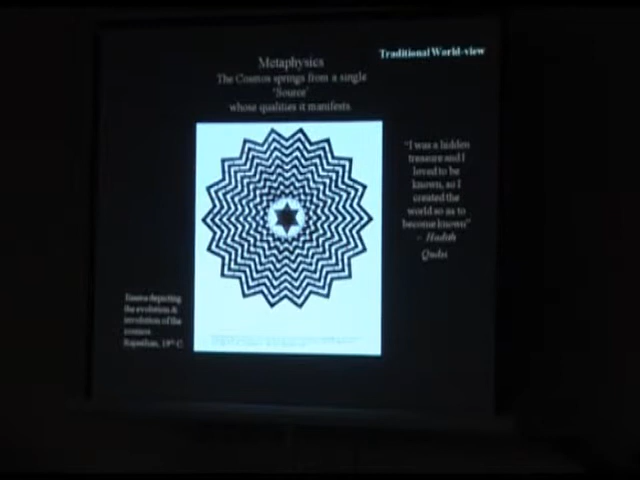 Traditional World-view
Metaphysics
The Cosmos springs from a single
'Source'
whose qualities it manifests
"I was a hidden
treasure and I
loved to be
known, so I
created the
world so as to
become known"
- Hadith
Qudsi
depicting
the evolution &
involution of the
cosmos
Rajasthan, 19th C